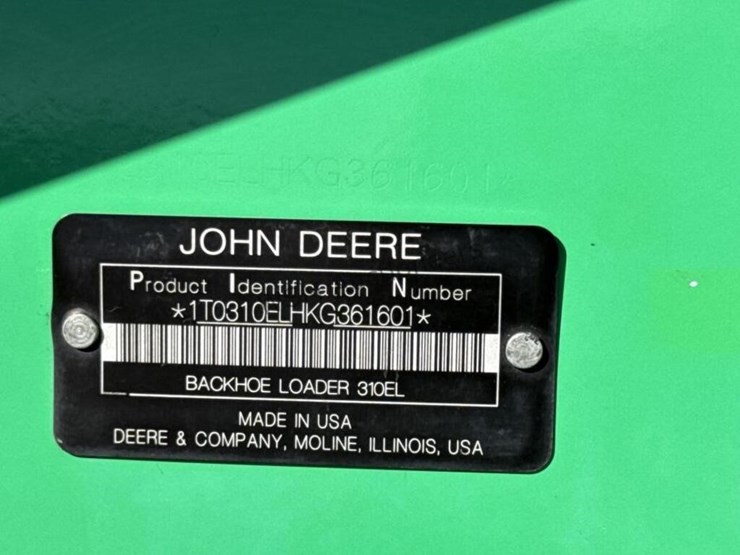 JOHN DEERE
Product Identification Number
*1T0310ELHKG361601*
BACKHOE LOADER 310EL
MADE IN USA
DEERE & COMPANY, MOLINE, ILLINOIS, USA